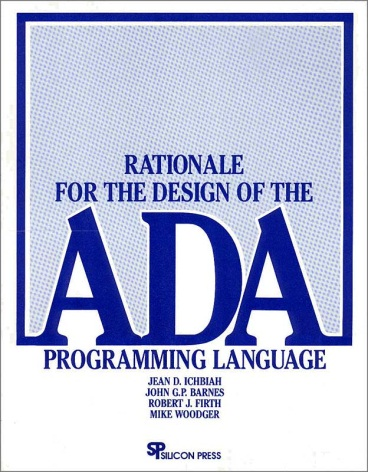 RATIONALE
FOR THE DESIGN OF THE
ADA
PROGRAMMING LANGUAGE
JEAN D. ICHBIAH
JOHN G.P. BARNES
ROBERT J. FIRTH
MIKE WOODGER
SP SILICON PRESS